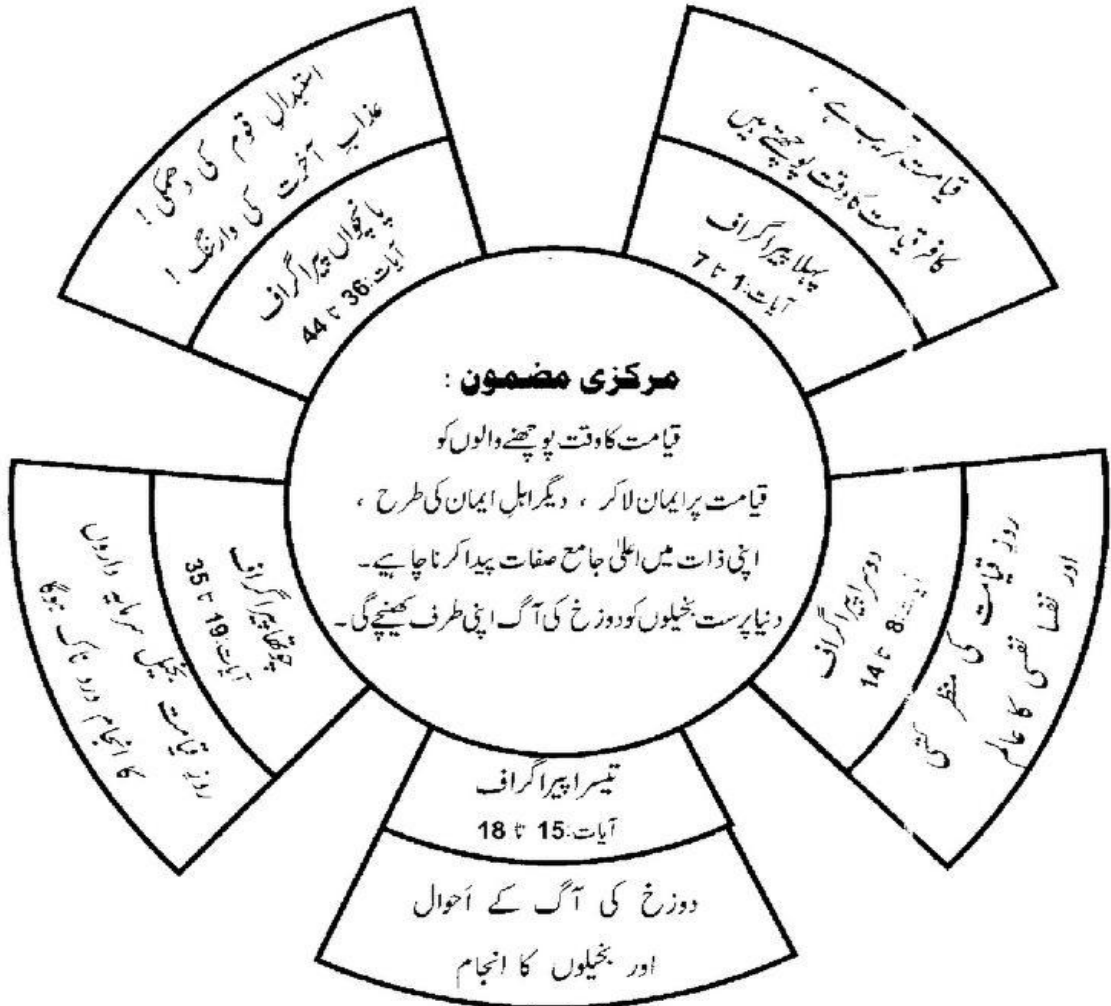 مرکزی مضمون :
قیامت کا وقت پوچھنے والوں کو
قیامت پر ایمان لا کر ، دیگر اہلِ ایمان کی طرح ،
اپنی ذات میں اعلیٰ جامع صفات پیدا کرنا چاہیے۔
دنیا پرست بخیلوں کو دوزخ کی آگ اپنی طرف کھینچے گی۔
قیامت قریب ہے ،
کافر قیامت کا وقت پوچھتے ہیں
پہلا پیراگراف
آیات:1 تا 7
روزِ قیامت کی منظر کشی
اور نفسا نفسی کا عالم
دوسرا پیراگراف
آیات:8 تا 14
تیسرا پیراگراف
آیات:15 تا 18
دوزخ کی آگ کے اَحوال
اور بخیلوں کا انجام
چوتھا پیراگراف
آیات:19 تا 35
روزِ قیامت بخیل سرمایہ داروں
کا انجام دردناک ہوگا
استبدالِ قوم کی دھمکی !
عذابِ آخرت کی وارننگ !
پانچواں پیراگراف
آیات:36 تا 44